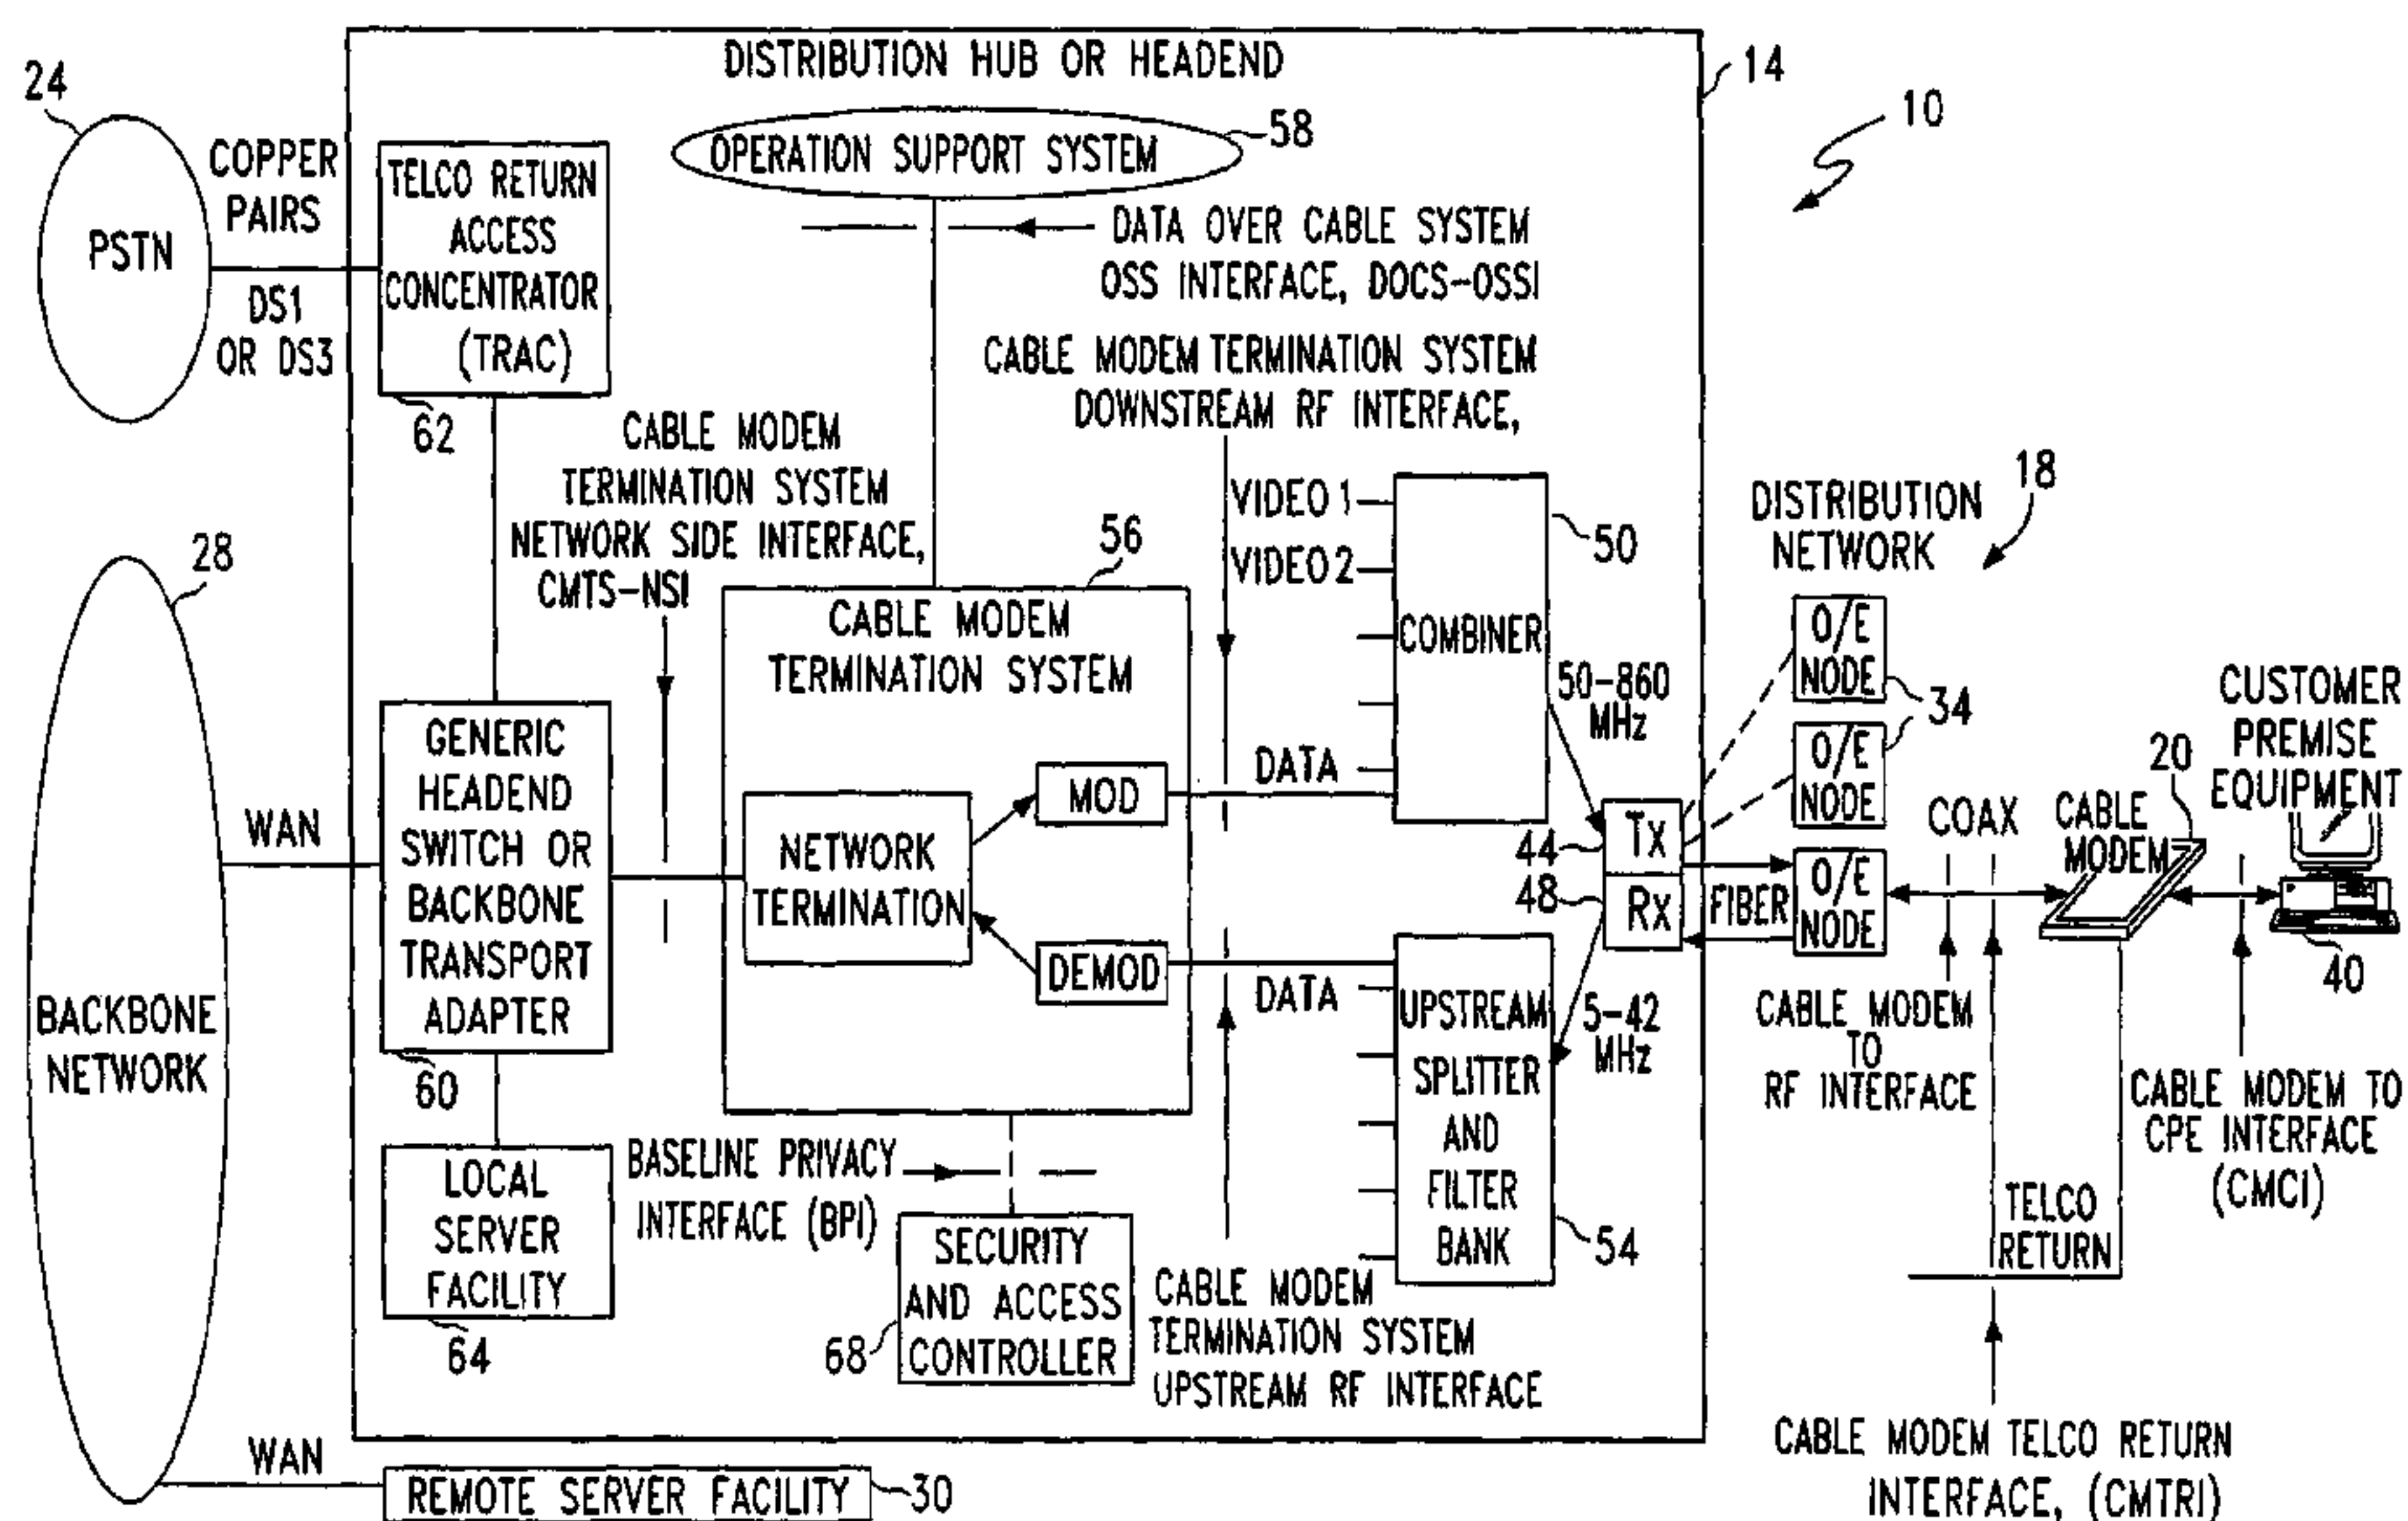 DISTRIBUTION HUB OR HEADEND
14
10
24
PSTN
COPPER
PAIRS
DS1
OR DS3
TELCO RETURN
ACCESS
CONCENTRATOR
(TRAC)
62
OPERATION SUPPORT SYSTEM
58
DATA OVER CABLE SYSTEM
OSS INTERFACE, DOCS-OSSI
CABLE MODEM TERMINATION SYSTEM
DOWNSTREAM RF INTERFACE,
CABLE MODEM
TERMINATION SYSTEM
NETWORK SIDE INTERFACE,
CMTS-NSI
28
BACKBONE
NETWORK
WAN
GENERIC
HEADEND
SWITCH OR
BACKBONE
TRANSPORT
ADAPTER
60
56
CABLE MODEM
TERMINATION SYSTEM
NETWORK
TERMINATION
MOD
DEMOD
VIDEO 1
VIDEO 2
DATA
COMBINER
50
50-860
MHz
DATA
UPSTREAM
SPLITTER
AND
FILTER
BANK
54
5-42
MHz
44
Tx
48
Rx
FIBER
DISTRIBUTION
NETWORK
18
O/E
NODE
O/E
NODE
34
O/E
NODE
COAX
CABLE
MODEM
20
CUSTOMER
PREMISE
EQUIPMENT
40
CABLE MODEM
TO
RF INTERFACE
CABLE MODEM TO
CPE INTERFACE
(CMCI)
TELCO
RETURN
CABLE MODEM TELCO RETURN
INTERFACE, (CMTRI)
LOCAL
SERVER
FACILITY
64
BASELINE PRIVACY
INTERFACE (BPI)
SECURITY
AND ACCESS
CONTROLLER
68
CABLE MODEM
TERMINATION SYSTEM
UPSTREAM RF INTERFACE
WAN
REMOTE SERVER FACILITY
30